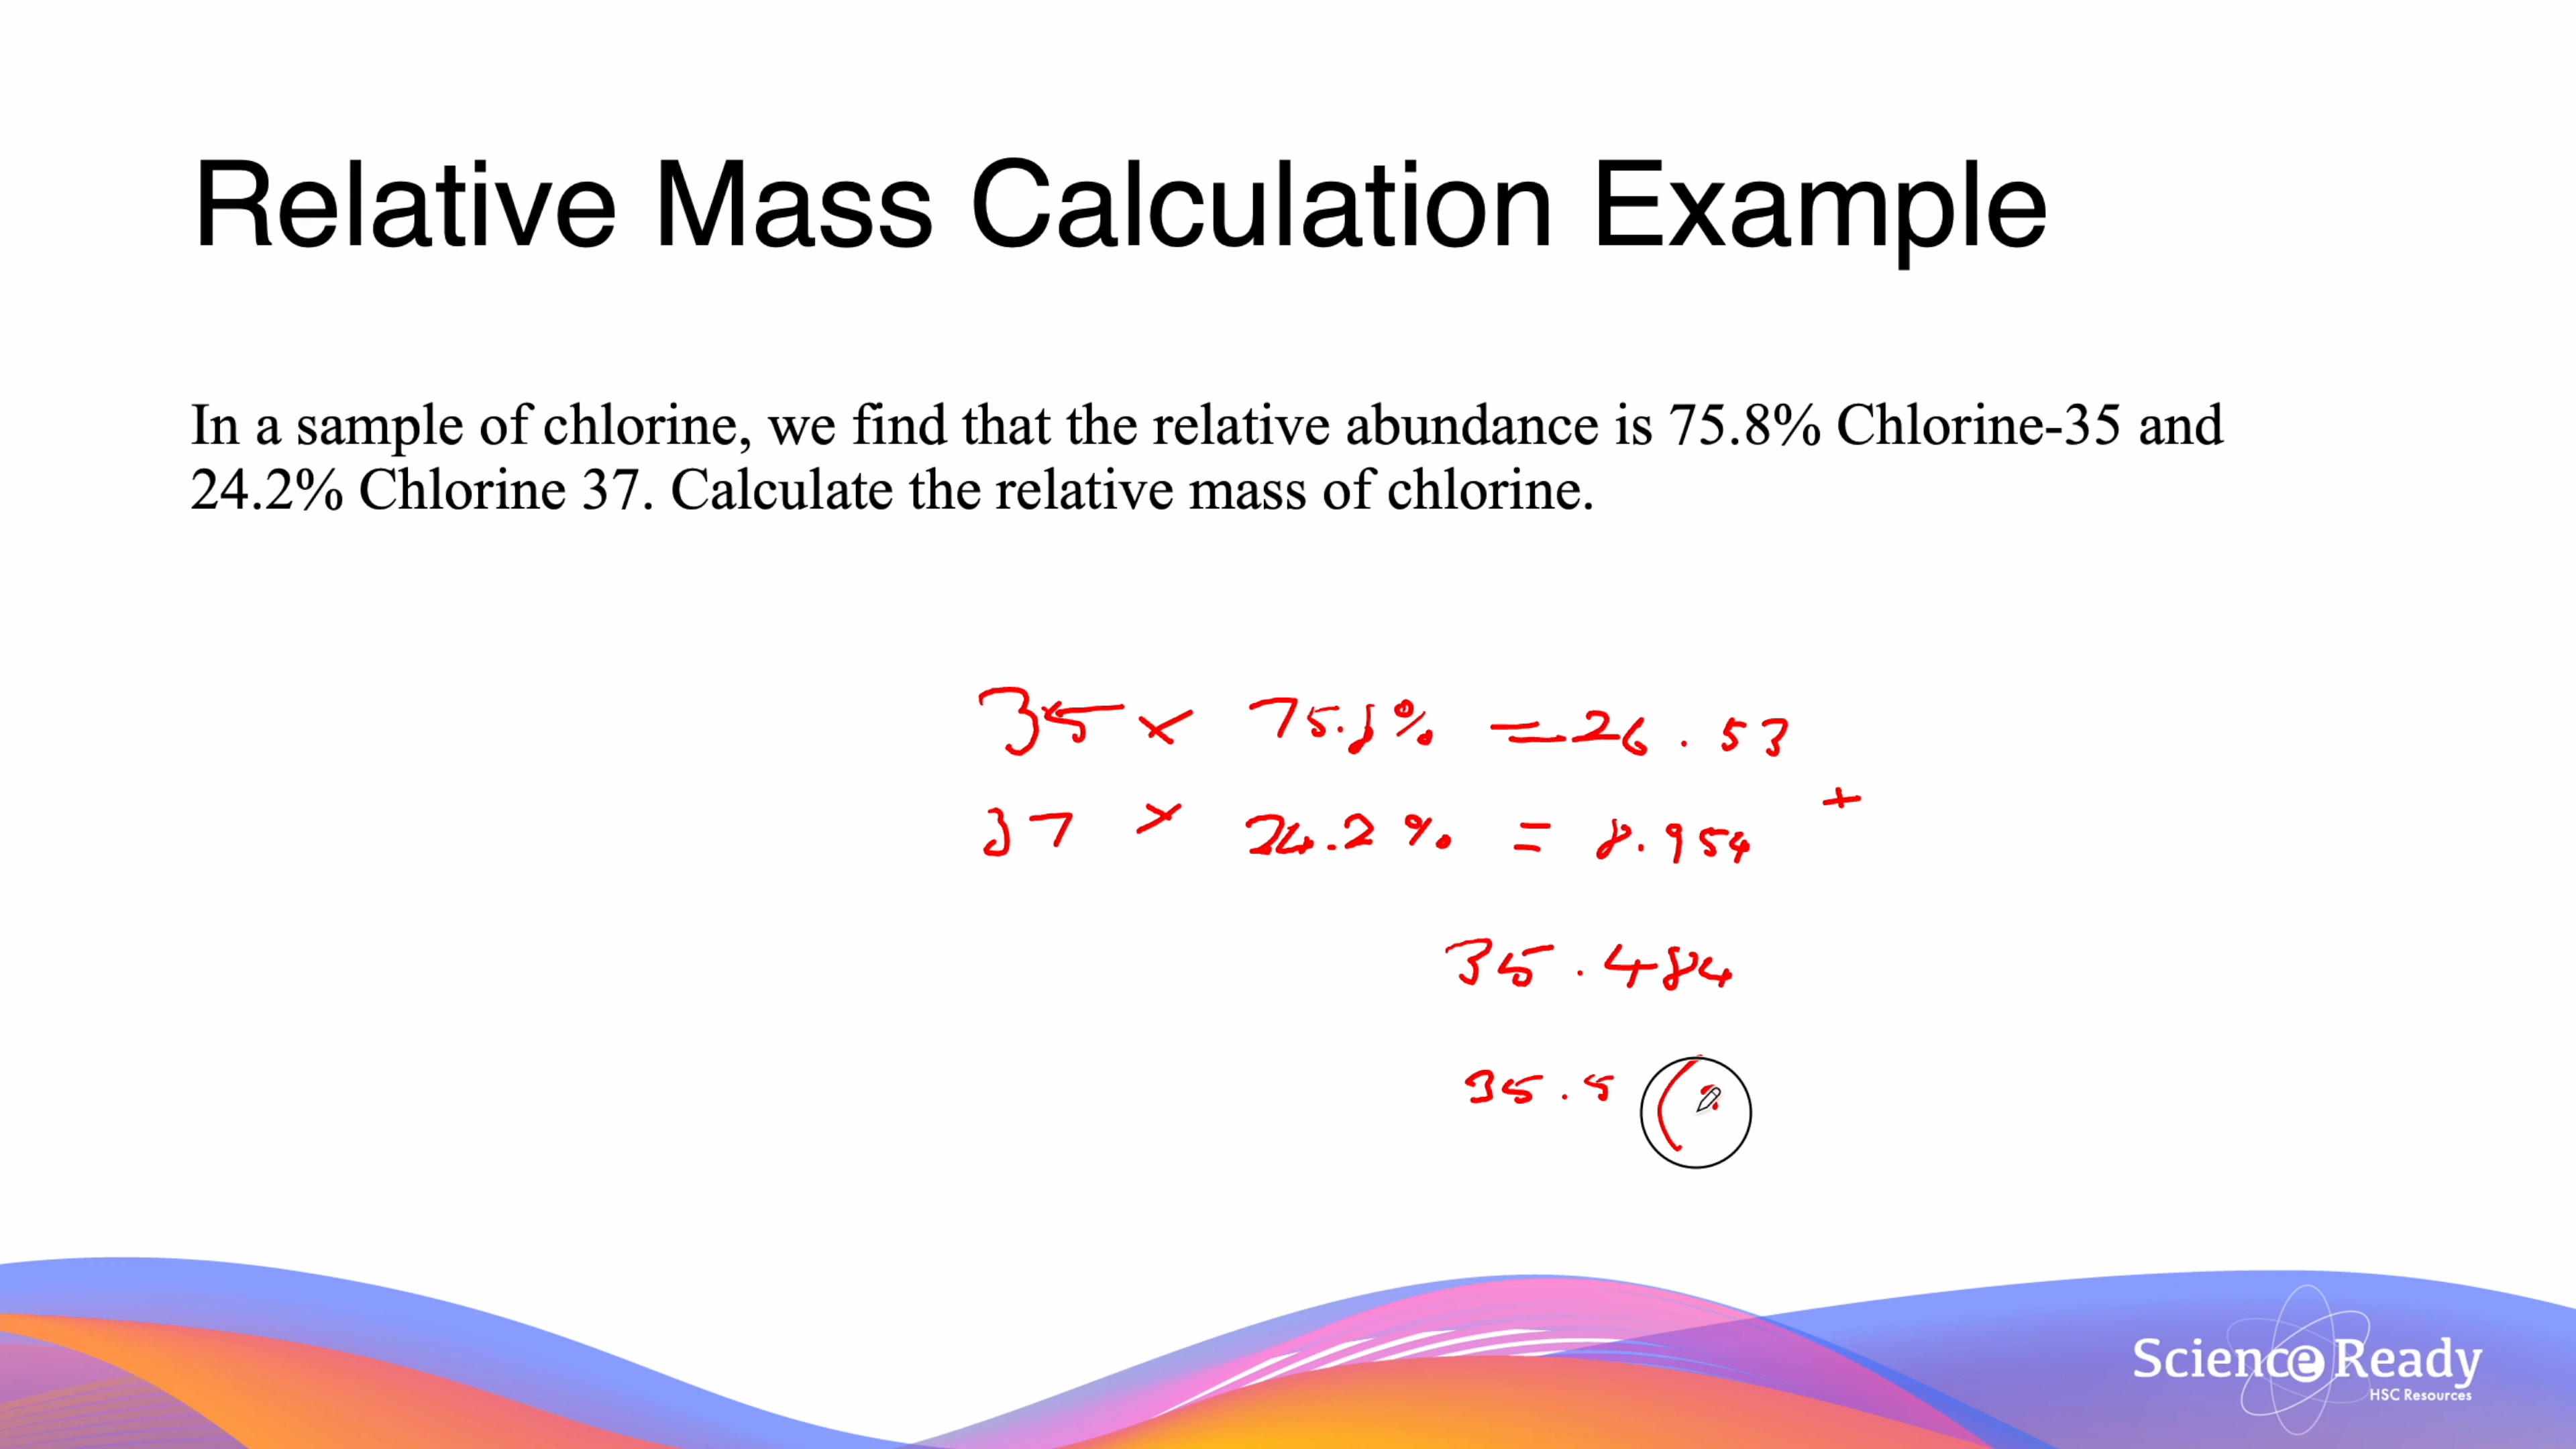 Relative Mass Calculation Example
In a sample of chlorine, we find that the relative abundance is 75.8% Chlorine-35 and
24.2% Chlorine 37. Calculate the relative mass of chlorine.
35 × 75.8% = 26.53
+
37 × 24.2% = 8.954
35.484
35.5 (
Science Ready
HSC Resources